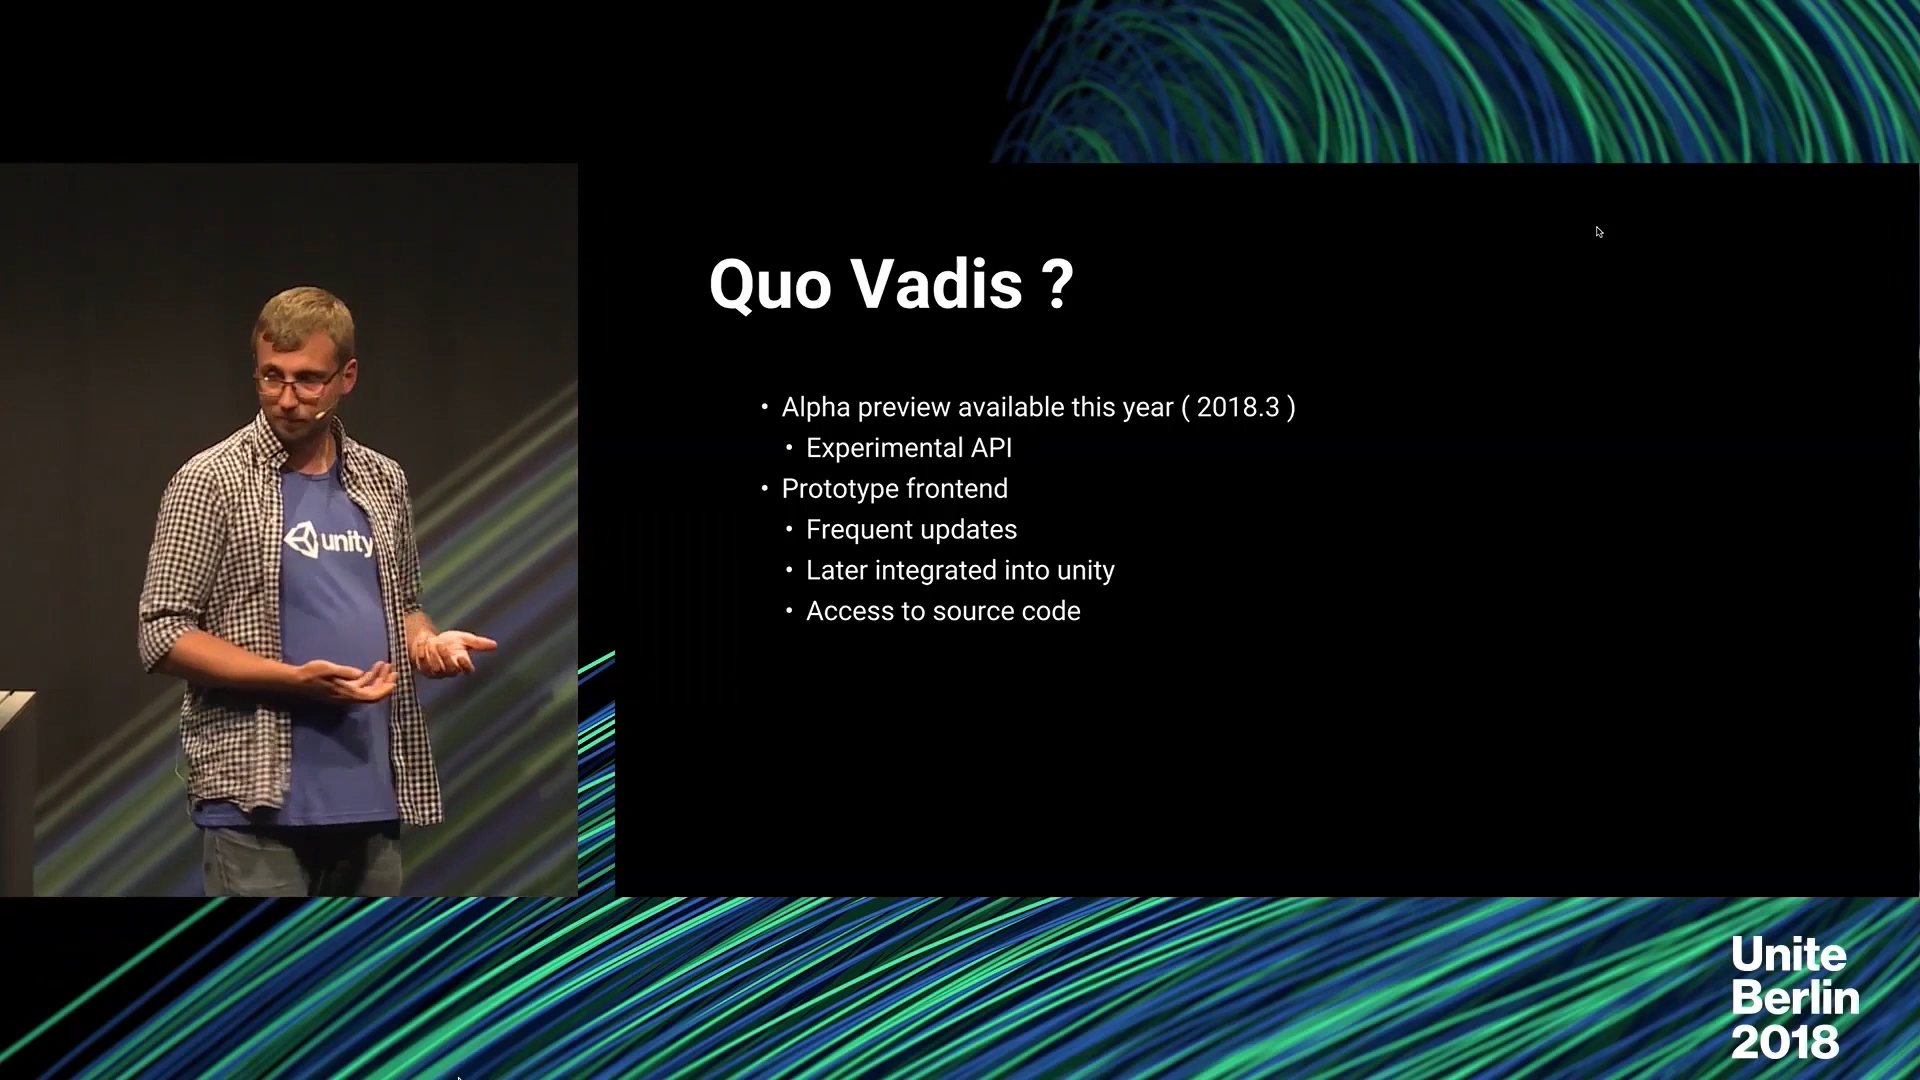 Quo Vadis ?
• Alpha preview available this year ( 2018.3 )
• Experimental API
• Prototype frontend
• Frequent updates
• Later integrated into unity
• Access to source code
unity
Unite
Berlin
2018